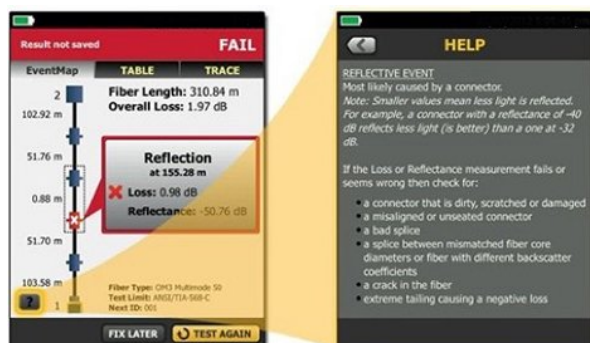 Result not saved FAIL
EventMap TABLE TRACE
2
Fiber Length: 310.84 m
Overall Loss: 1.97 dB
102.92 m
51.76 m
Reflection
at 155.28 m
Loss: 0.98 dB
Reflectance: -50.76 dB
0.88 m
51.70 m
103.58 m
Fiber Type: OM3 Multimode 50
Test Limit: ANSI/TIA-568-C
Next ID: 001
?
1
FIX LATER TEST AGAIN
HELP
REFLECTIVE EVENT
Most likely caused by a connector.
Note: Smaller values mean less light is reflected.
For example, a connector with a reflectance of -40
dB reflects less light (is better) than a one at -32
dB.
If the Loss or Reflectance measurement fails or
seems wrong then check for:
• a connector that is dirty, scratched or damaged
• a misaligned or unseated connector
• a bad splice
• a splice between mismatched fiber core
diameters or fiber with different backscatter
coefficients
• a crack in the fiber
• extreme tailing causing a negative loss